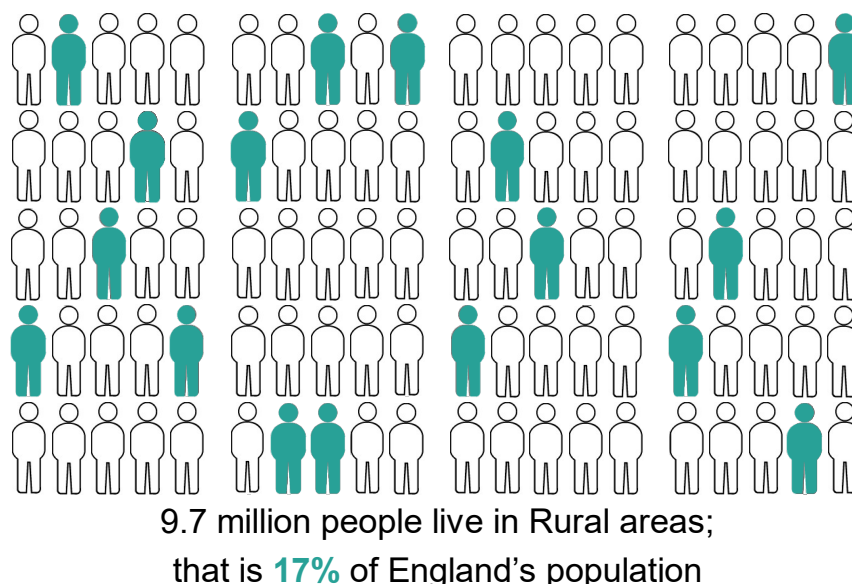 9.7 million people live in Rural areas;
that is 17% of England’s population